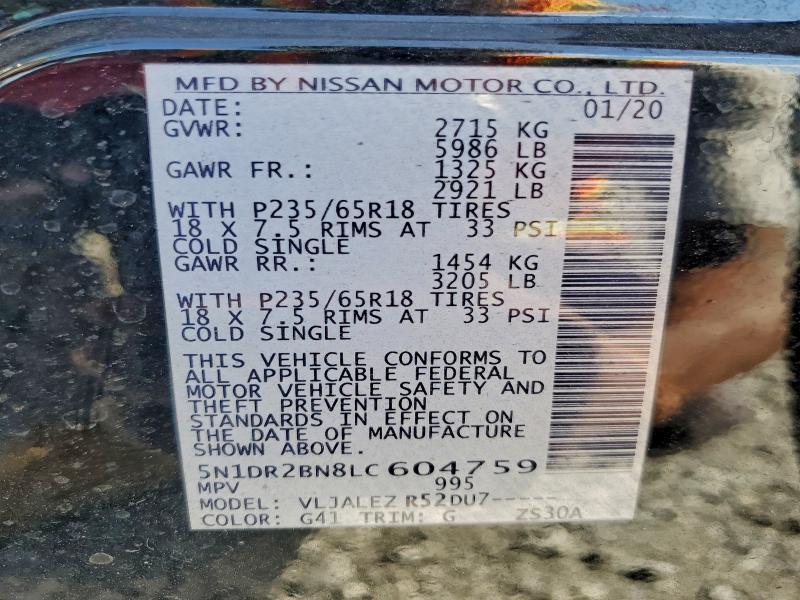 MFD BY NISSAN MOTOR CO., LTD.
DATE: 01/20
GVWR: 2715 KG
5986 LB
GAWR FR.: 1325 KG
2921 LB
WITH P235/65R18 TIRES
18 X 7.5 RIMS AT 33 PSI
COLD SINGLE
GAWR RR.: 1454 KG
3205 LB
WITH P235/65R18 TIRES
18 X 7.5 RIMS AT 33 PSI
COLD SINGLE
THIS VEHICLE CONFORMS TO
ALL APPLICABLE FEDERAL
MOTOR VEHICLE SAFETY AND
THEFT PREVENTION
STANDARDS IN EFFECT ON
THE DATE OF MANUFACTURE
SHOWN ABOVE.
5N1DR2BN8LC604759
MPV 995
MODEL: VLJALEZ R52DU7-----
COLOR: G41 TRIM: G ZS30A